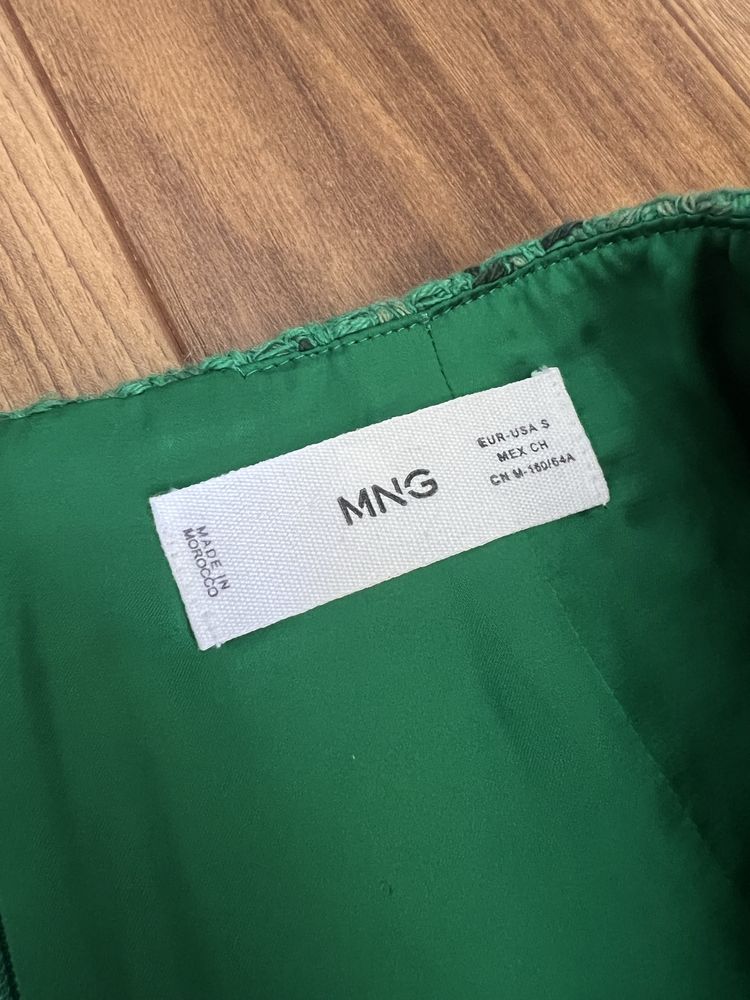 MNG
EUR-USA S
MEX CH
CN M-160/64A
MADE IN
MOROCCO